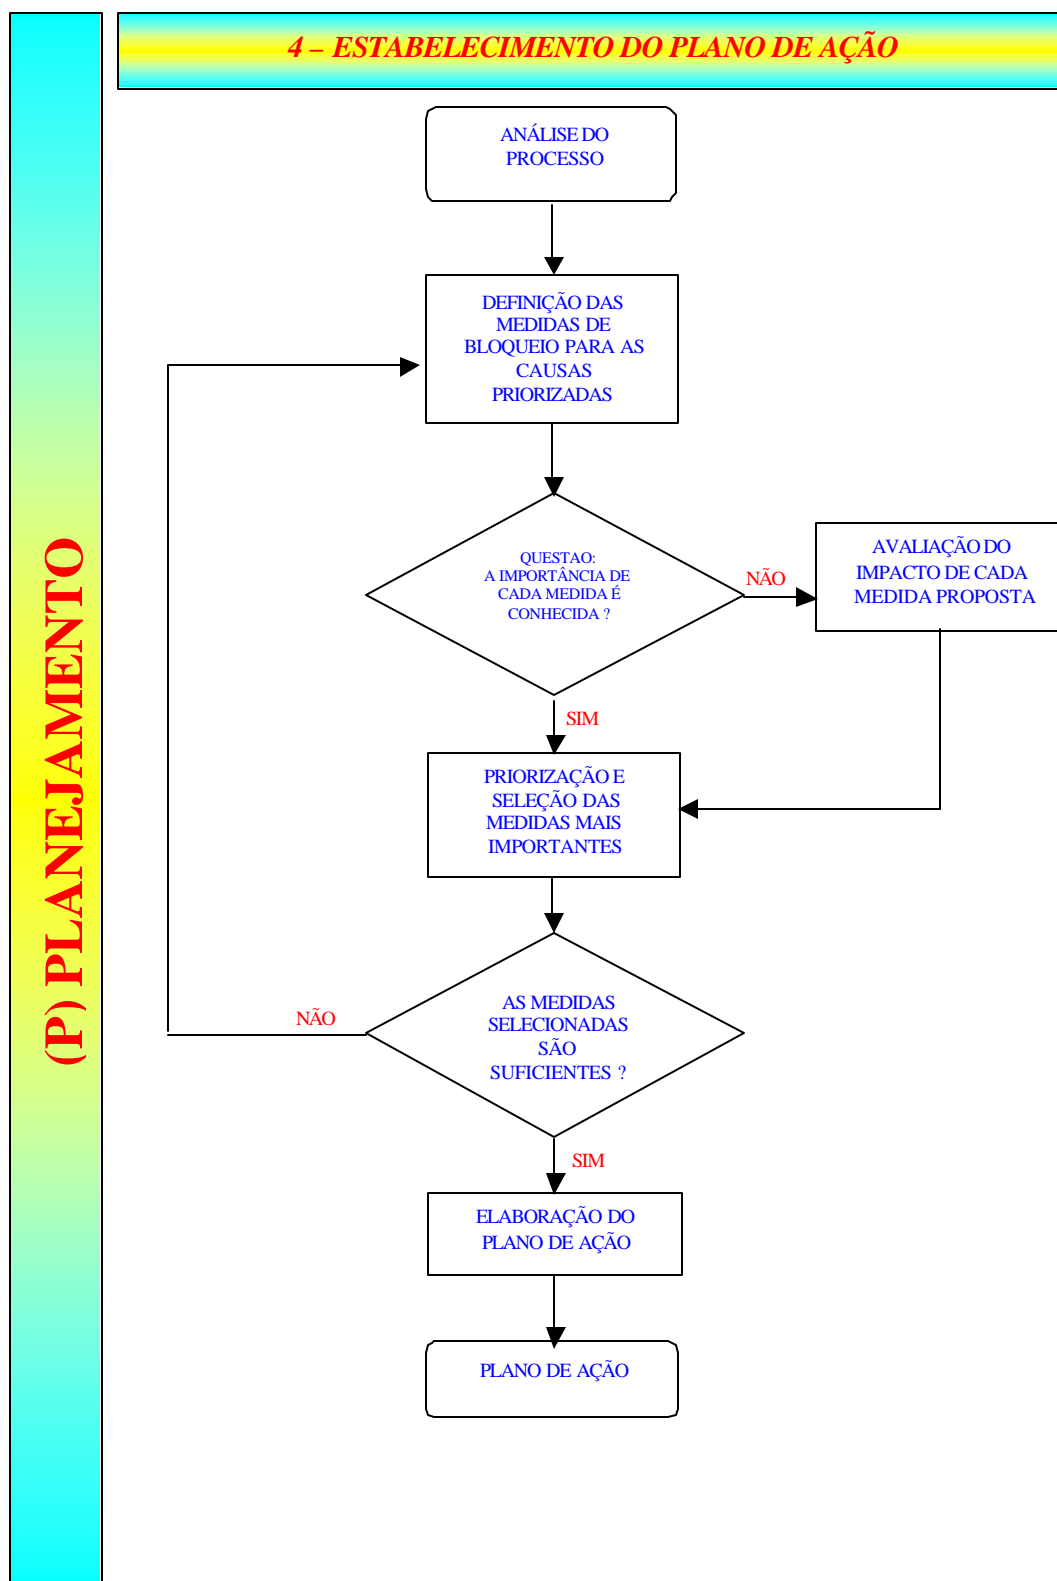 4 – ESTABELECIMENTO DO PLANO DE AÇÃO
(P) PLANEJAMENTO
ANÁLISE DO
PROCESSO
DEFINIÇÃO DAS
MEDIDAS DE
BLOQUEIO PARA AS
CAUSAS
PRIORIZADAS
QUESTAO:
A IMPORTÂNCIA DE
CADA MEDIDA É
CONHECIDA ?
NÃO
AVALIAÇÃO DO
IMPACTO DE CADA
MEDIDA PROPOSTA
SIM
PRIORIZAÇÃO E
SELEÇÃO DAS
MEDIDAS MAIS
IMPORTANTES
AS MEDIDAS
SELECIONADAS
SÃO
SUFICIENTES ?
NÃO
SIM
ELABORAÇÃO DO
PLANO DE AÇÃO
PLANO DE AÇÃO